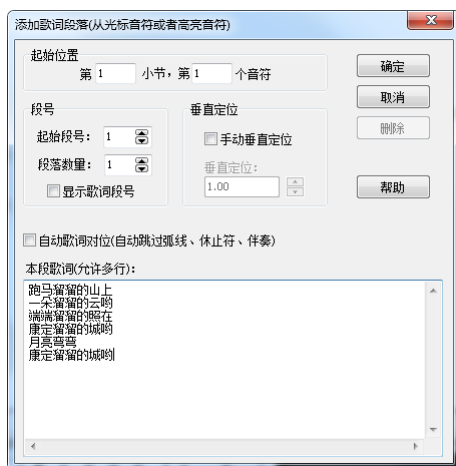 添加歌词段落(从光标音符或者高亮音符)
起始位置
第 1 小节，第 1 个音符
确定
取消
删除
帮助
段号
起始段号： 1
段落数量： 1
显示歌词段号
垂直定位
手动垂直定位
垂直定位：
1.00
自动歌词对位(自动跳过弧线、休止符、伴奏)
本段歌词(允许多行)：
跑马溜溜的山上
一朵溜溜的云哟
端端溜溜的照在
康定溜溜的城哟
月亮弯弯
康定溜溜的城哟